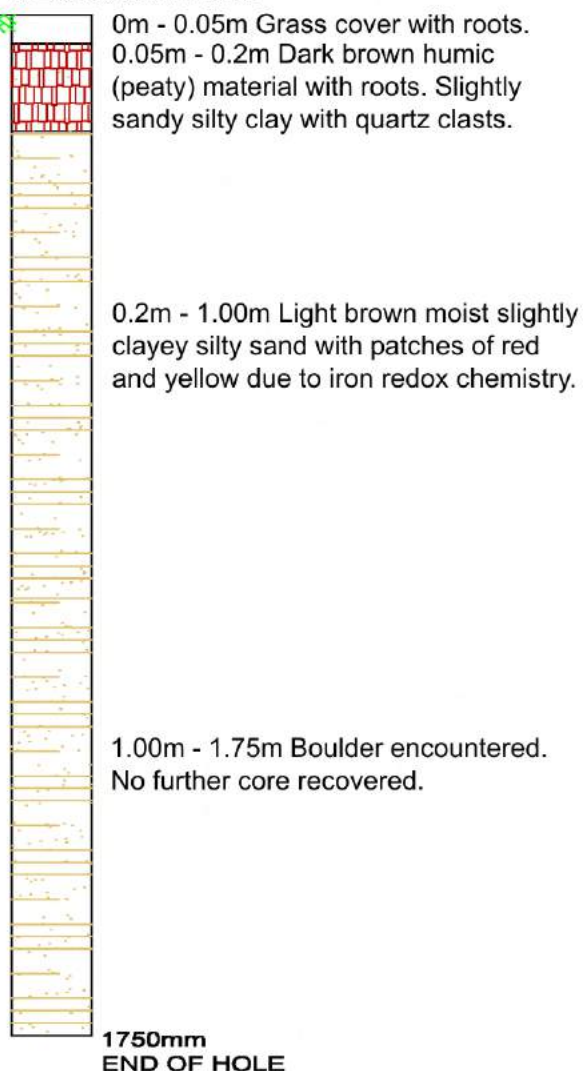 0m - 0.05m Grass cover with roots.
0.05m - 0.2m Dark brown humic
(peaty) material with roots. Slightly
sandy silty clay with quartz clasts.
0.2m - 1.00m Light brown moist slightly
clayey silty sand with patches of red
and yellow due to iron redox chemistry.
1.00m - 1.75m Boulder encountered.
No further core recovered.
1750mm
END OF HOLE